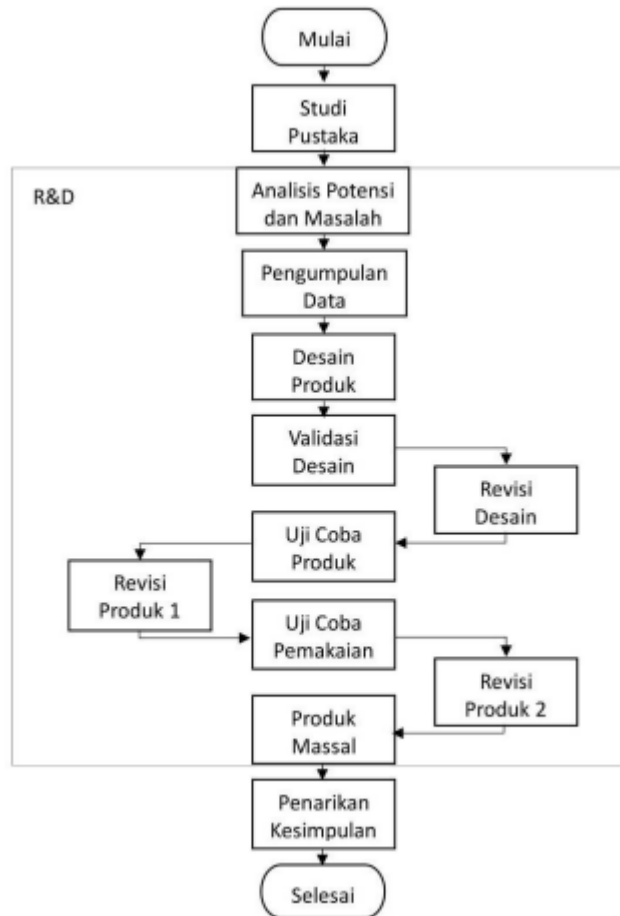 Mulai
Studi
Pustaka
R&D
Analisis Potensi
dan Masalah
Pengumpulan
Data
Desain
Produk
Validasi
Desain
Revisi
Desain
Uji Coba
Produk
Revisi
Produk 1
Uji Coba
Pemakaian
Revisi
Produk 2
Produk
Massal
Penarikan
Kesimpulan
Selesai